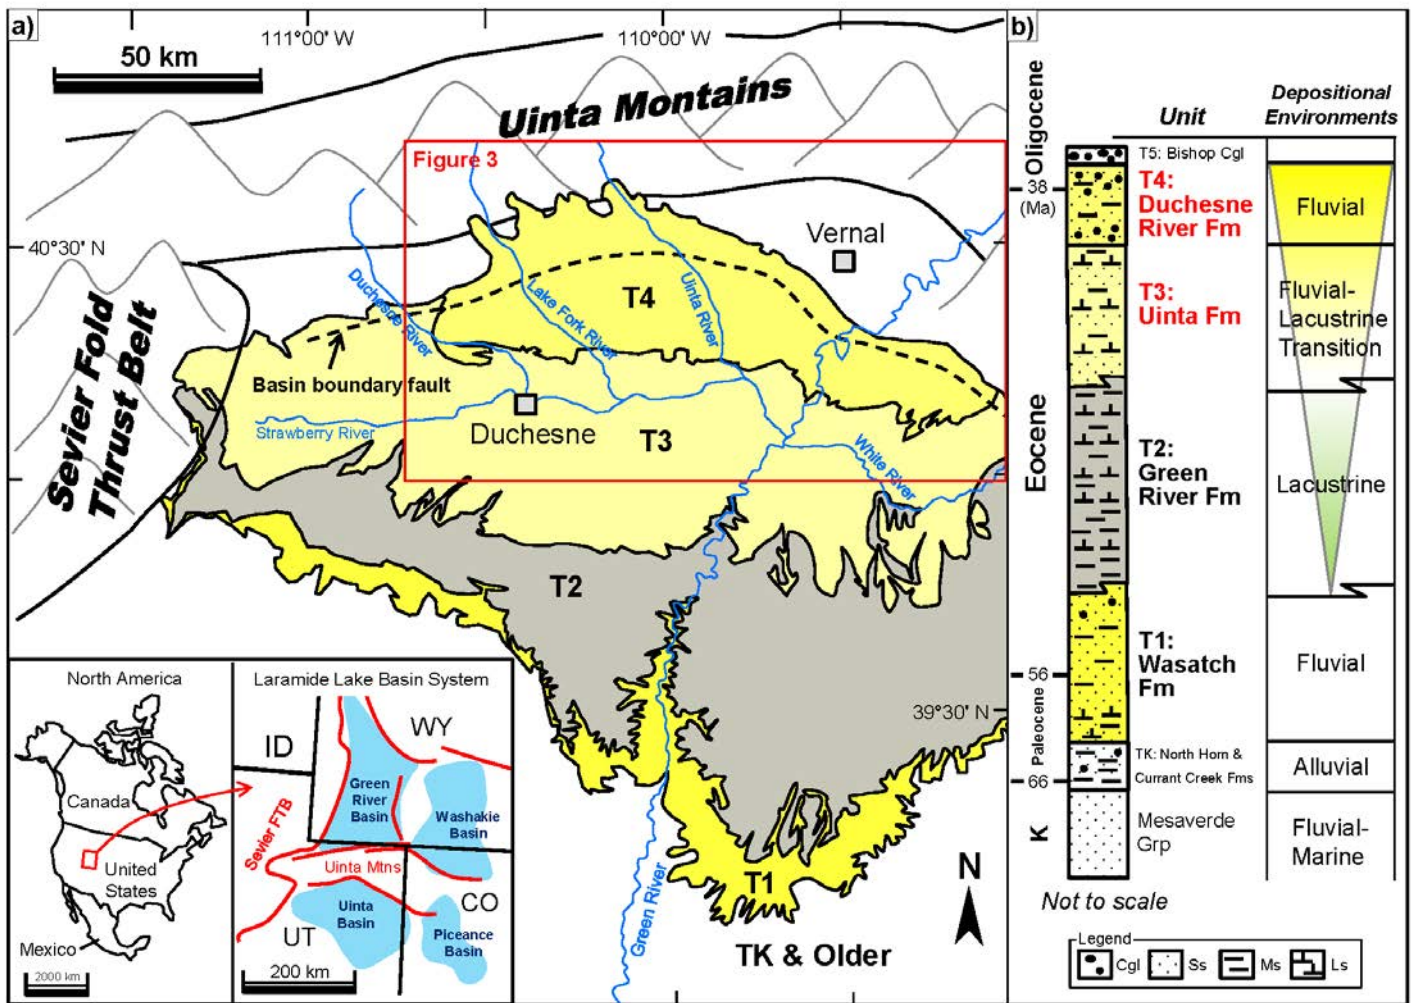 a)
111°00' W
110°00' W
50 km
Uinta Montains
Figure 3
40°30' N
Vernal
Duchesne River
Lake Fork River
Uinta River
T4
Basin boundary fault
Sevier Fold
Thrust Belt
Strawberry River
Duchesne
T3
White River
T2
39°30' N
T1
Green River
TK & Older
N
North America
Canada
United
States
Mexico
2000 km
Laramide Lake Basin System
ID
WY
Green
River
Basin
Washakie
Basin
Sevier FTB
Uinta Mtns
Uinta
Basin
CO
UT
Piceance
Basin
200 km
b)
Oligocene
Eocene
Paleocene
K
38
(Ma)
56
66
Unit
Depositional
Environments
T5: Bishop Cgl
T4:
Duchesne
River Fm
Fluvial
T3:
Uinta Fm
Fluvial-
Lacustrine
Transition
T2:
Green
River Fm
Lacustrine
T1:
Wasatch
Fm
Fluvial
TK: North Horn &
Currant Creek Fms
Alluvial
Mesaverde
Grp
Fluvial-
Marine
Not to scale
Legend
Cgl
Ss
Ms
Ls